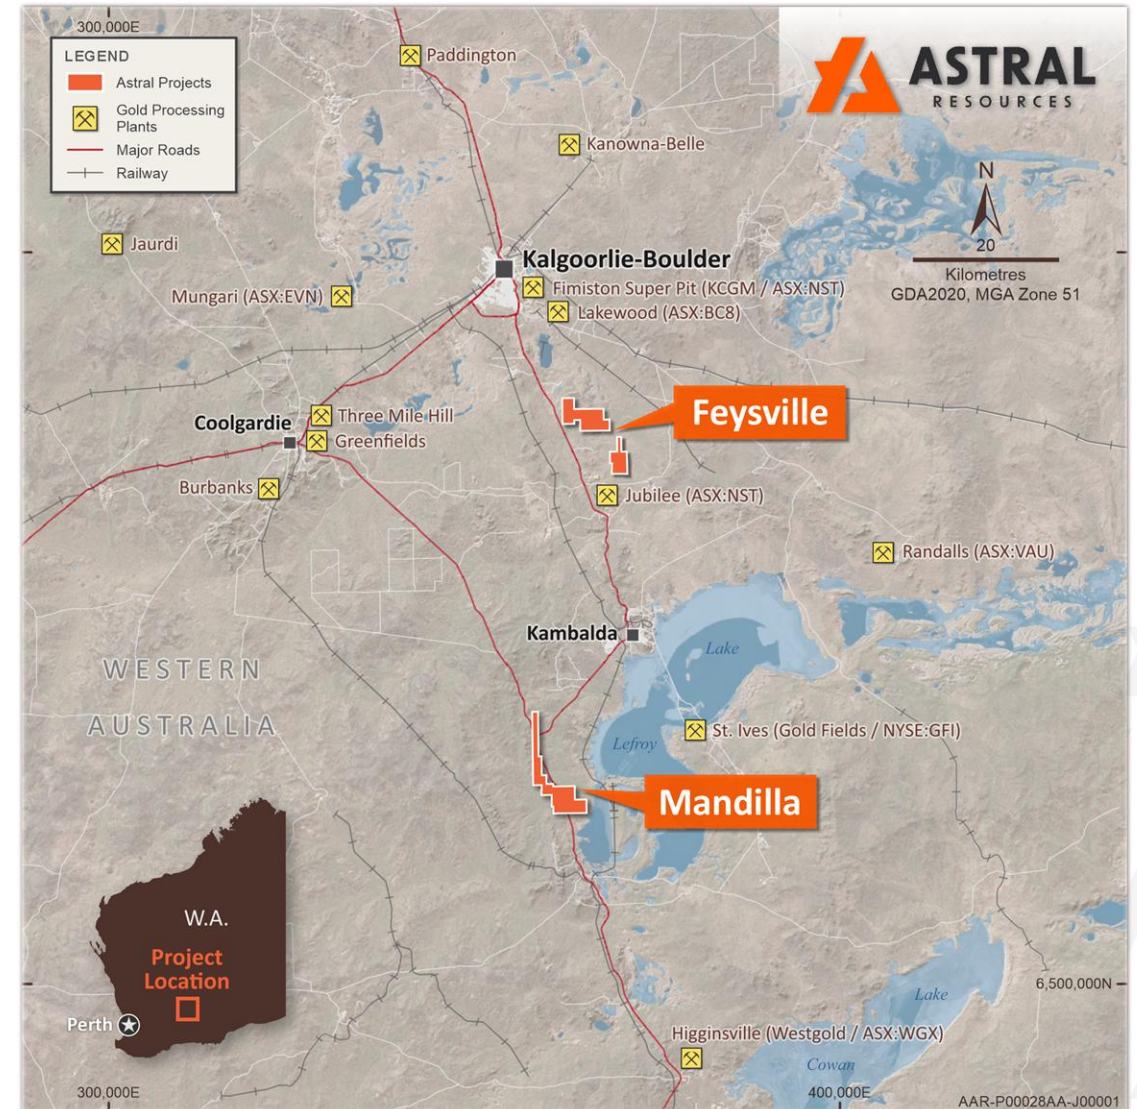 300,000E
LEGEND
Astral Projects
Gold Processing
Plants
Major Roads
Railway
ASTRAL
RESOURCES
N
20
Kilometres
GDA2020, MGA Zone 51
Paddington
Kanowna-Belle
Jaurdi
Kalgoorlie-Boulder
Mungari (ASX:EVN)
Fimiston Super Pit (KCGM / ASX:NST)
Lakewood (ASX:BC8)
Feysville
Coolgardie
Three Mile Hill
Greenfields
Burbanks
Jubilee (ASX:NST)
Randalls (ASX:VAU)
Kambalda
Lake
Lefroy
WESTERN
AUSTRALIA
St. Ives (Gold Fields / NYSE:GFI)
Mandilla
W.A.
Project
Location
Perth
6,500,000N
Lake
Cowan
Higginsville (Westgold / ASX:WGX)
300,000E
400,000E
AAR-P00028AA-J00001